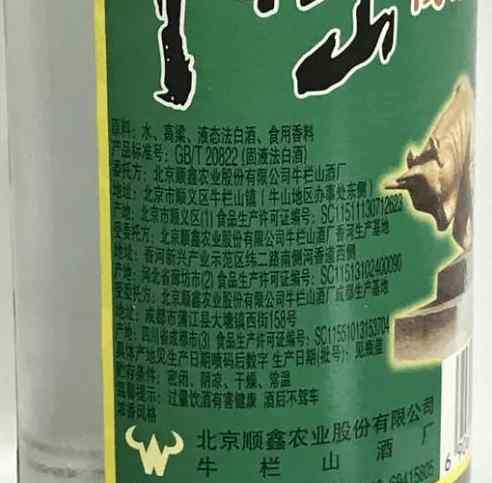 牛栏山
原料：水、高粱、液态法白酒、食用香料
产品标准号：GB/T 20822（固液法白酒）
委托方：北京顺鑫农业股份有限公司牛栏山酒厂
地址：北京市顺义区牛栏山镇（牛山地区办事处东侧）
产地：北京市顺义区(1) 食品生产许可证编号：SC11511130712623
受委托方：北京顺鑫农业股份有限公司牛栏山酒厂香河生产基地
地址：香河新兴产业示范区纬二路南侧河香道西侧
产地：河北省廊坊市(2) 食品生产许可证编号：SC11513102400090
受委托方：北京顺鑫农业股份有限公司牛栏山酒厂成都生产基地
地址：成都市蒲江县大塘镇西街158号
产地：四川省成都市(3) 食品生产许可证编号：SC11551013153704
具体产地见生产日期喷码后数字 生产日期(批号)：见瓶盖
贮存条件：密闭、阴凉、干燥、常温
温馨提示：过量饮酒有害健康 酒后不驾车
浓香风格
北京顺鑫农业股份有限公司
牛栏山酒厂
69415805